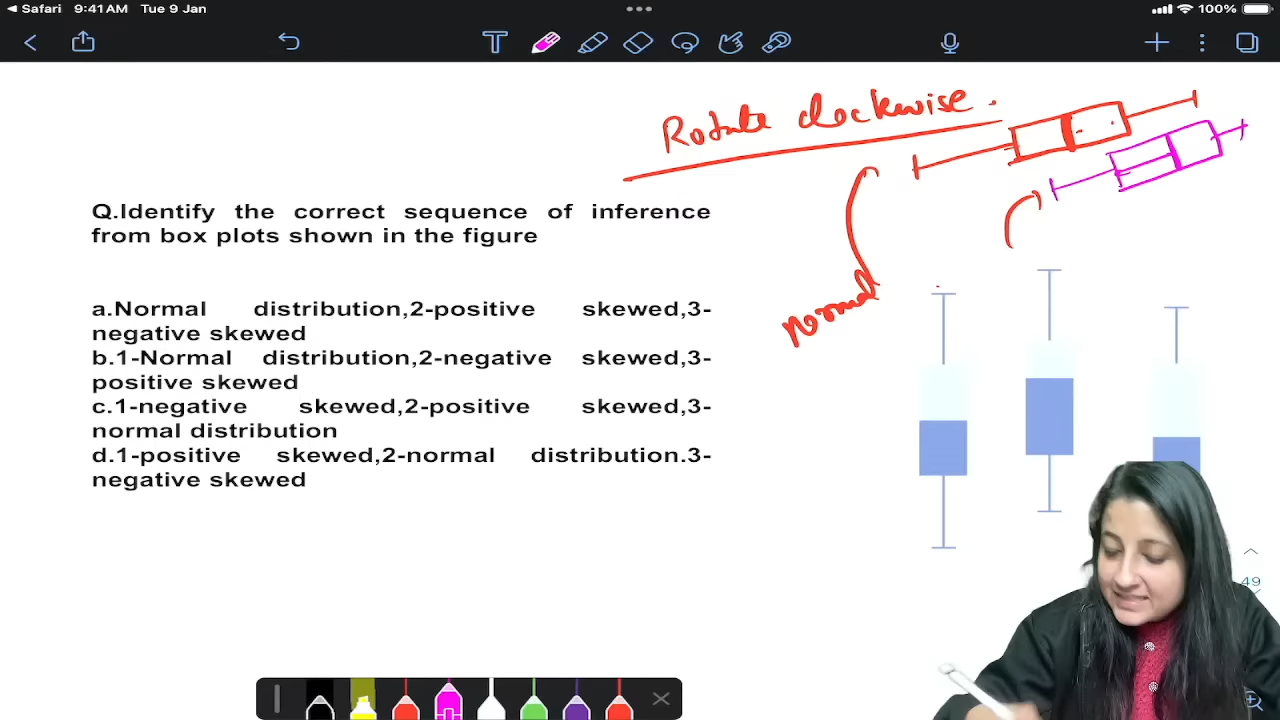 Safari 9:41 AM Tue 9 Jan
100%
T
Rotate clockwise.
Q.Identify the correct sequence of inference
from box plots shown in the figure
Normal
a.Normal distribution,2-positive skewed,3-
negative skewed
b.1-Normal distribution,2-negative skewed,3-
positive skewed
c.1-negative skewed,2-positive skewed,3-
normal distribution
d.1-positive skewed,2-normal distribution.3-
negative skewed
49